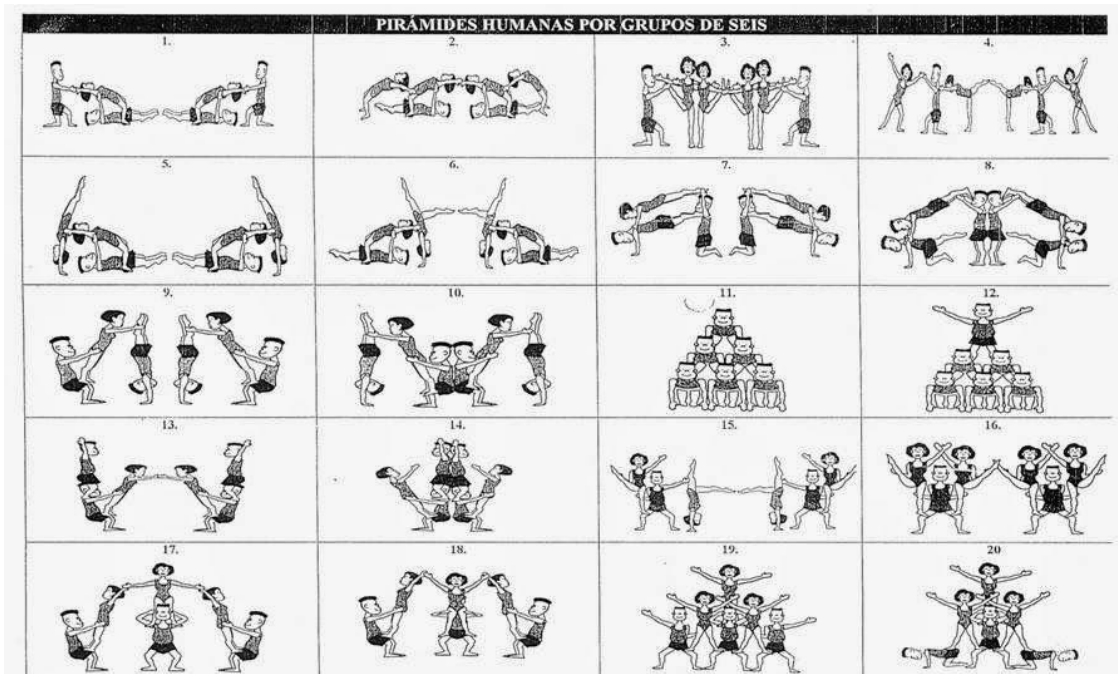 PIRÁMIDES HUMANAS POR GRUPOS DE SEIS
1. 2. 3. 4.
5. 6. 7. 8.
9. 10. 11. 12.
13. 14. 15. 16.
17. 18. 19. 20